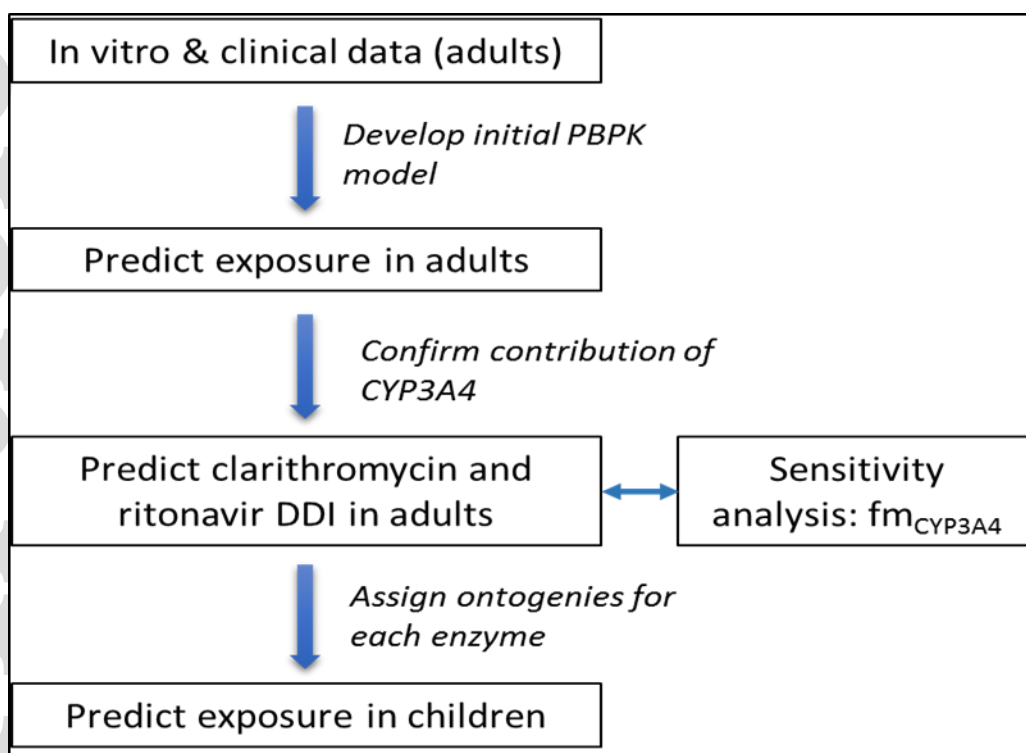 In vitro & clinical data (adults)
Develop initial PBPK
model
Predict exposure in adults
Confirm contribution of
CYP3A4
Predict clarithromycin and
ritonavir DDI in adults
Sensitivity
analysis: fmCYP3A4
Assign ontogenies for
each enzyme
Predict exposure in children